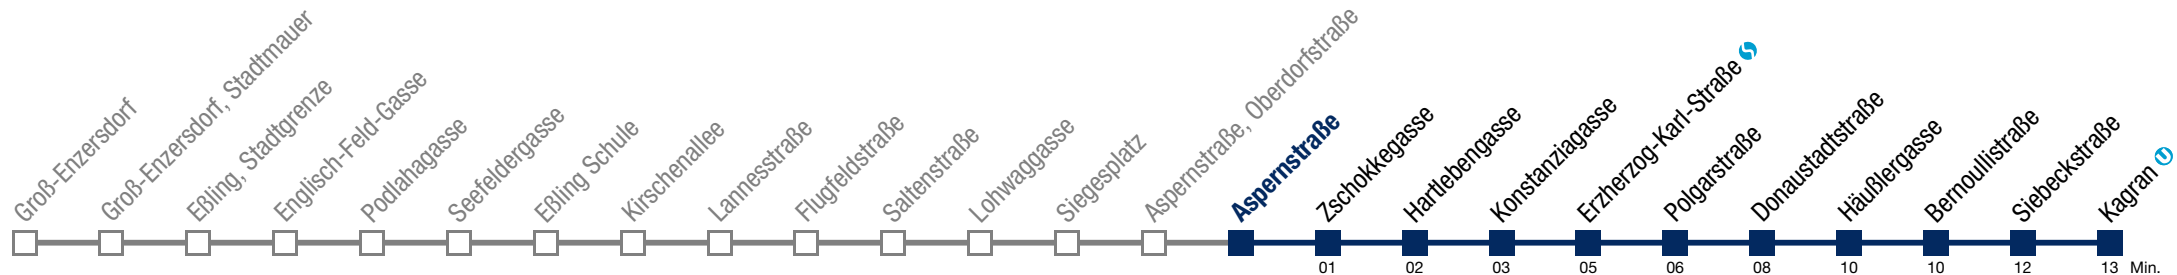 Groß-Enzersdorf
Groß-Enzersdorf, Stadtmauer
Eßling, Stadtgrenze
Englisch-Feld-Gasse
Podlahagasse
Seefeldergasse
Eßling Schule
Kirschenallee
Lannesstraße
Flugfeldstraße
Saltenstraße
Lohwaggasse
Siegesplatz
Aspernstraße, Oberdorfstraße
Aspernstraße
Zschokkegasse
Hartlebengasse
Konstanziagasse
Erzherzog-Karl-Straße
Polgarstraße
Donaustadtstraße
Häußlergasse
Bernoullistraße
Siebeckstraße
Kagran U
01 02 03 05 06 08 10 10 12 13 Min.